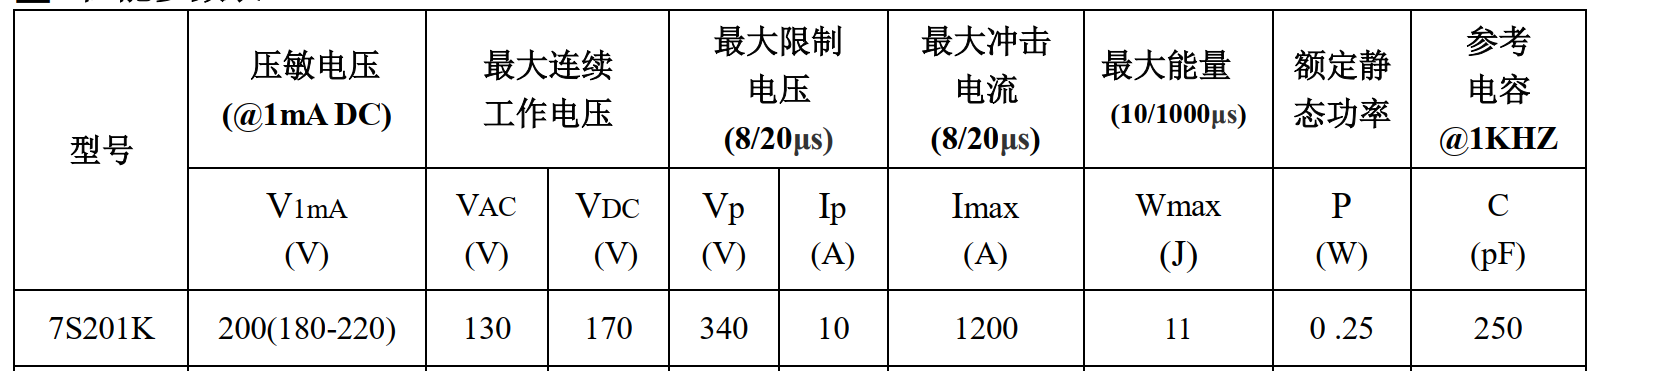 型号
压敏电压
(@1mA DC)
最大连续
工作电压
最大限制
电压
(8/20μs)
最大冲击
电流
(8/20μs)
最大能量
(10/1000μs)
额定静
态功率
参考
电容
@1KHZ
V1mA
(V)
VAC
(V)
VDC
(V)
Vp
(V)
Ip
(A)
Imax
(A)
Wmax
(J)
P
(W)
C
(pF)
7S201K
200(180-220)
130
170
340
10
1200
11
0 .25
250